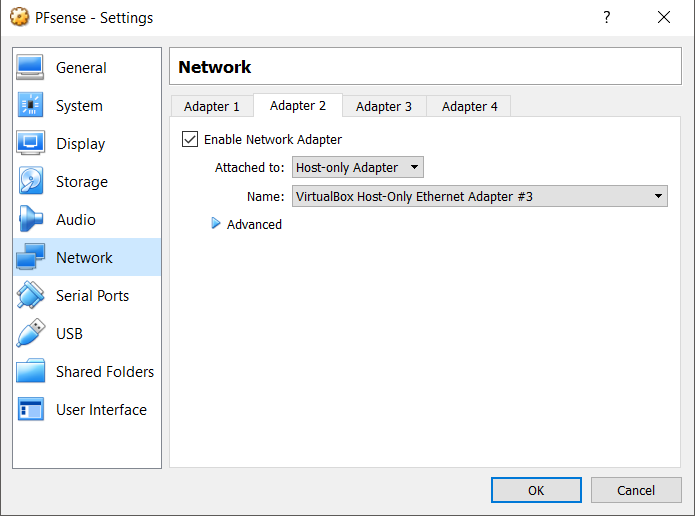 PFsense - Settings
?
General
System
Display
Storage
Audio
Network
Serial Ports
USB
Shared Folders
User Interface
Network
Adapter 1 Adapter 2 Adapter 3 Adapter 4
Enable Network Adapter
Attached to: Host-only Adapter
Name: VirtualBox Host-Only Ethernet Adapter #3
Advanced
OK Cancel